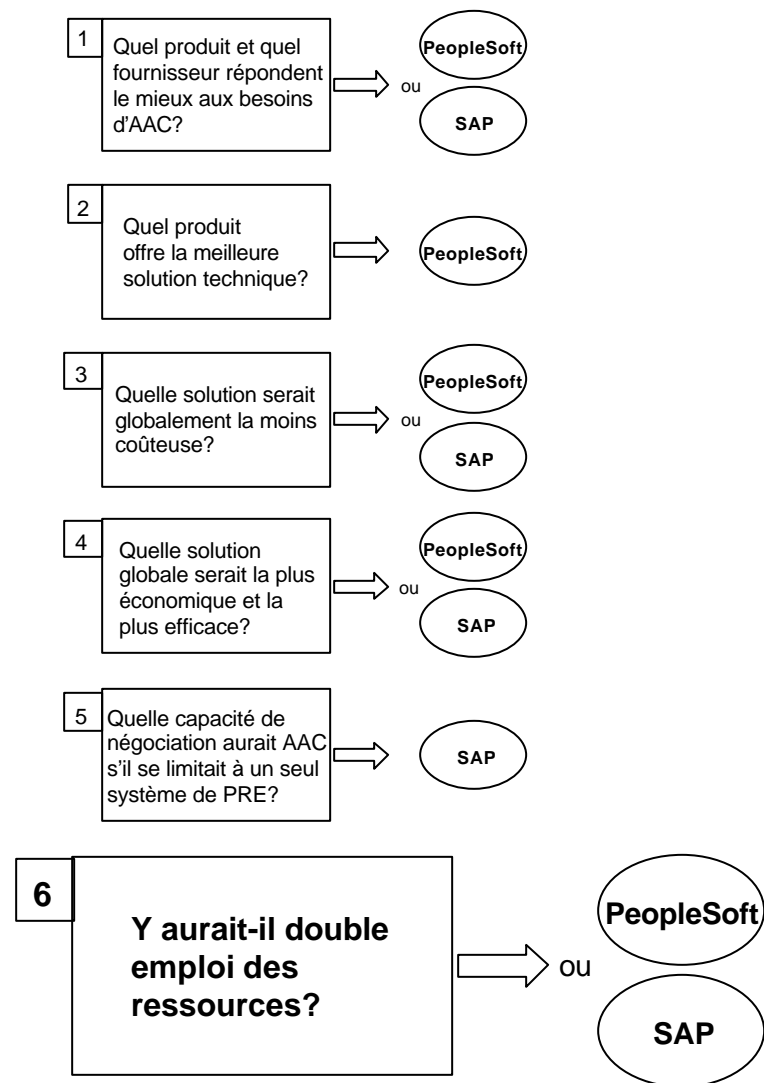 1
Quel produit et quel
fournisseur répondent
le mieux aux besoins
d'AAC?
PeopleSoft
ou
SAP
2
Quel produit
offre la meilleure
solution technique?
PeopleSoft
3
Quelle solution serait
globalement la moins
coûteuse?
PeopleSoft
ou
SAP
4
Quelle solution
globale serait la plus
économique et la
plus efficace?
PeopleSoft
ou
SAP
5
Quelle capacité de
négociation aurait AAC
s'il se limitait à un seul
système de PRE?
SAP
6
Y aurait-il double
emploi des
ressources?
PeopleSoft
ou
SAP